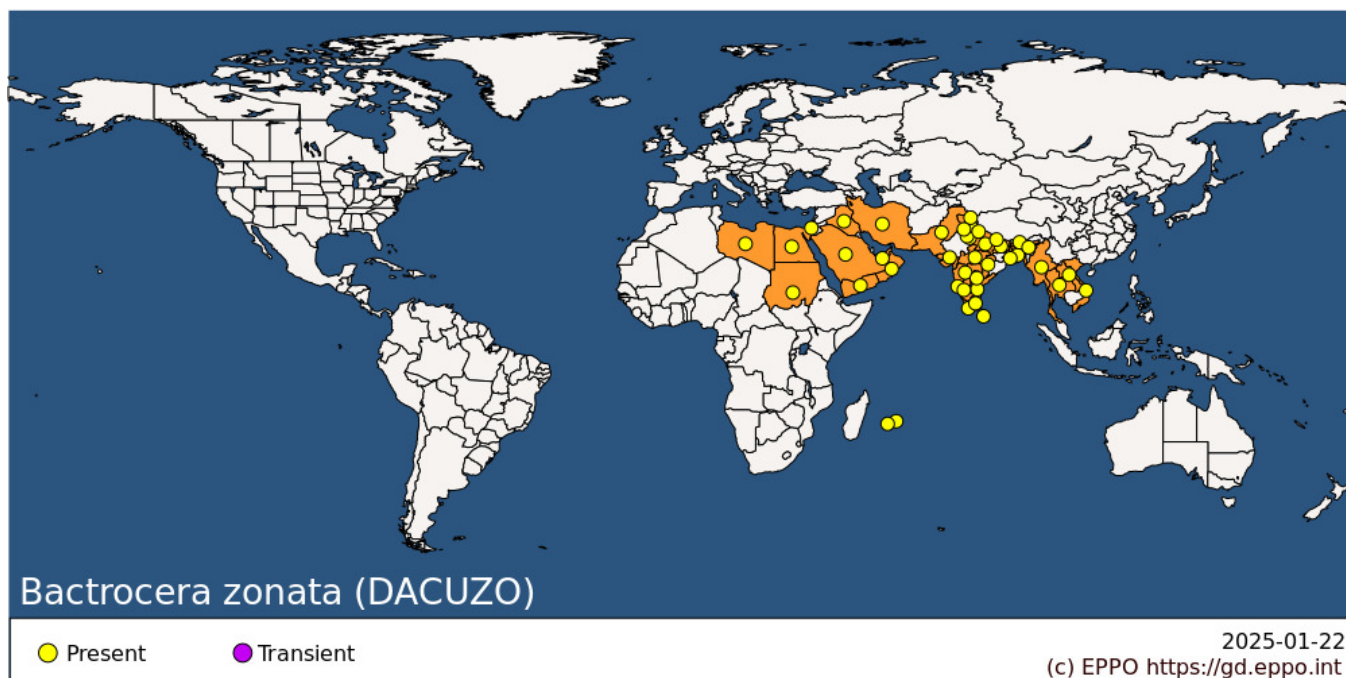 Bactrocera zonata (DACUZO)
Present
Transient
2025-01-22
(c) EPPO https://gd.eppo.int